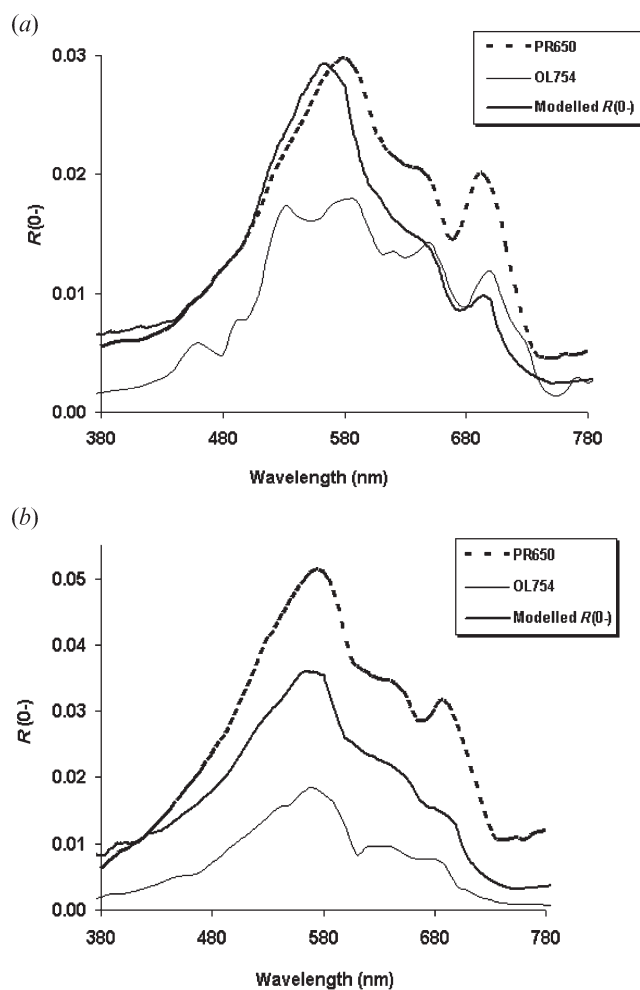 (a)
0.03
0.02
0.01
0.00
R(0-)
380 480 580 680 780
Wavelength (nm)
PR650
OL754
Modelled R(0-)
(b)
0.05
0.04
0.03
0.02
0.01
0.00
R(0-)
380 480 580 680 780
Wavelength (nm)
PR650
OL754
Modelled R(0-)